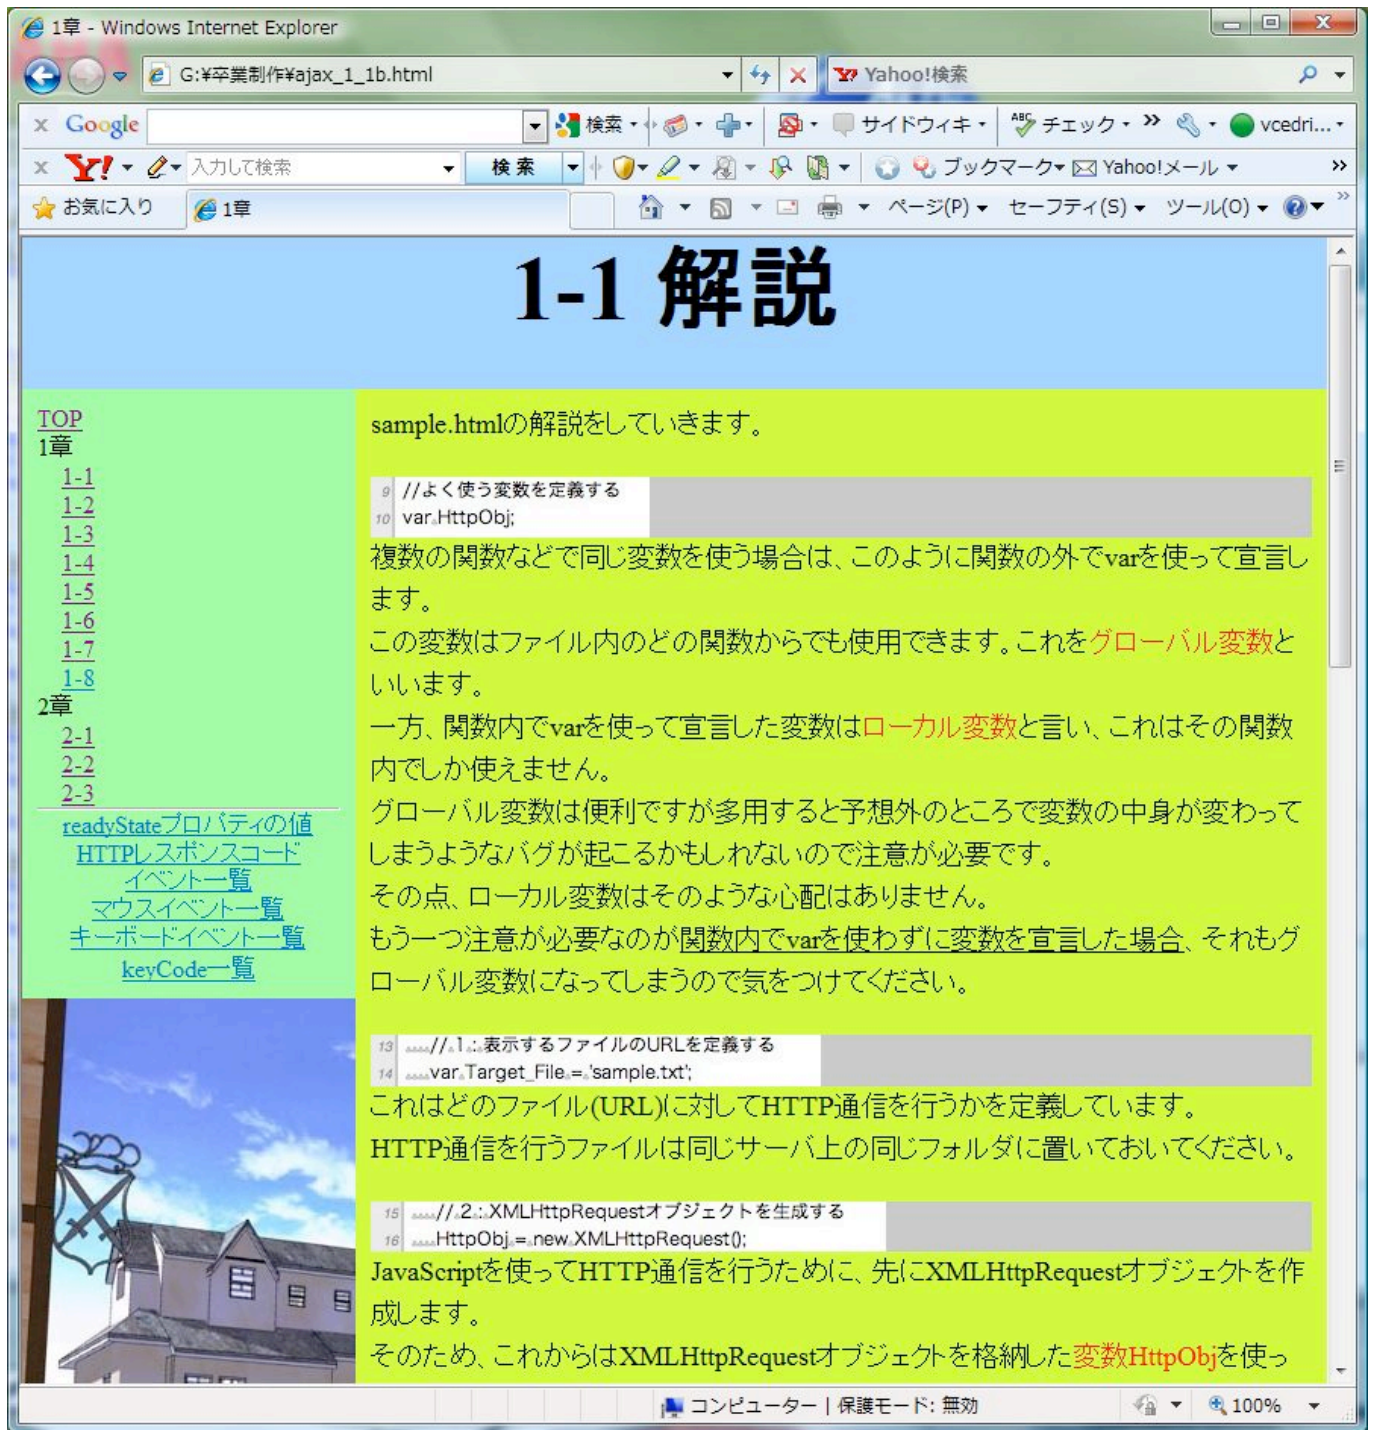 1章 - Windows Internet Explorer
G:¥卒業制作¥ajax_1_1b.html
Yahoo!検索
x Google
検索
サイドウィキ
チェック
vcedri...
x Y!
入力して検索
検索
ブックマーク
Yahoo!メール
お気に入り
1章
ページ(P)
セーフティ(S)
ツール(O)
1-1 解説
TOP
1章
1-1
1-2
1-3
1-4
1-5
1-6
1-7
1-8
2章
2-1
2-2
2-3
readyStateプロパティの値
HTTPレスポンスコード
イベント一覧
マウスイベント一覧
キーボードイベント一覧
keyCode一覧
sample.htmlの解説をしていきます。
9 //よく使う変数を定義する
10 var HttpObj;
複数の関数などで同じ変数を使う場合は、このように関数の外でvarを使って宣言し
ます。
この変数はファイル内のどの関数からでも使用できます。これをグローバル変数と
いいます。
一方、関数内でvarを使って宣言した変数はローカル変数と言い、これはその関数
内でしか使えません。
グローバル変数は便利ですが多用すると予想外のところで変数の中身が変わって
しまうようなバグが起こるかもしれないので注意が必要です。
その点、ローカル変数はそのような心配はありません。
もう一つ注意が必要なのが関数内でvarを使わずに変数を宣言した場合、それもグ
ローバル変数になってしまうので気をつけてください。
13 // 1 : 表示するファイルのURLを定義する
14 var Target_File = 'sample.txt';
これはどのファイル(URL)に対してHTTP通信を行うかを定義しています。
HTTP通信を行うファイルは同じサーバ上の同じフォルダに置いておいてください。
15 // 2 : XMLHttpRequestオブジェクトを生成する
16 HttpObj = new XMLHttpRequest();
JavaScriptを使ってHTTP通信を行うために、先にXMLHttpRequestオブジェクトを作
成します。
そのため、これからはXMLHttpRequestオブジェクトを格納した変数HttpObjを使っ
コンピューター | 保護モード: 無効
100%